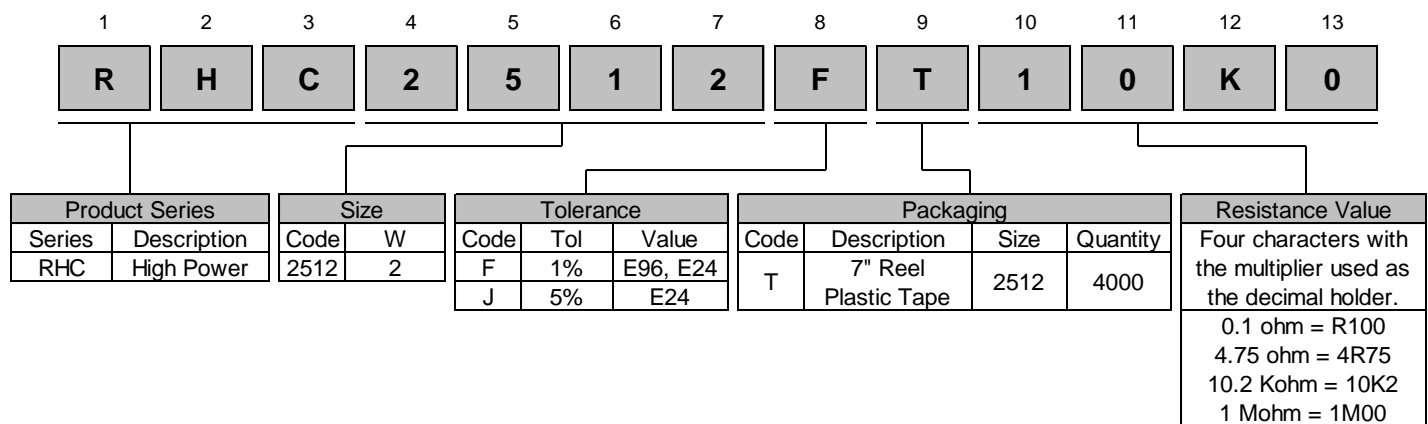 1 2 3 4 5 6 7 8 9 10 11 12 13
R H C 2 5 1 2 F T 1 0 K 0
Product Series
Series Description
RHC High Power
Size
Code W
2512 2
Tolerance
Code Tol Value
F 1% E96, E24
J 5% E24
Packaging
Code Description Size Quantity
T 7" Reel Plastic Tape 2512 4000
Resistance Value
Four characters with
the multiplier used as
the decimal holder.
0.1 ohm = R100
4.75 ohm = 4R75
10.2 Kohm = 10K2
1 Mohm = 1M00